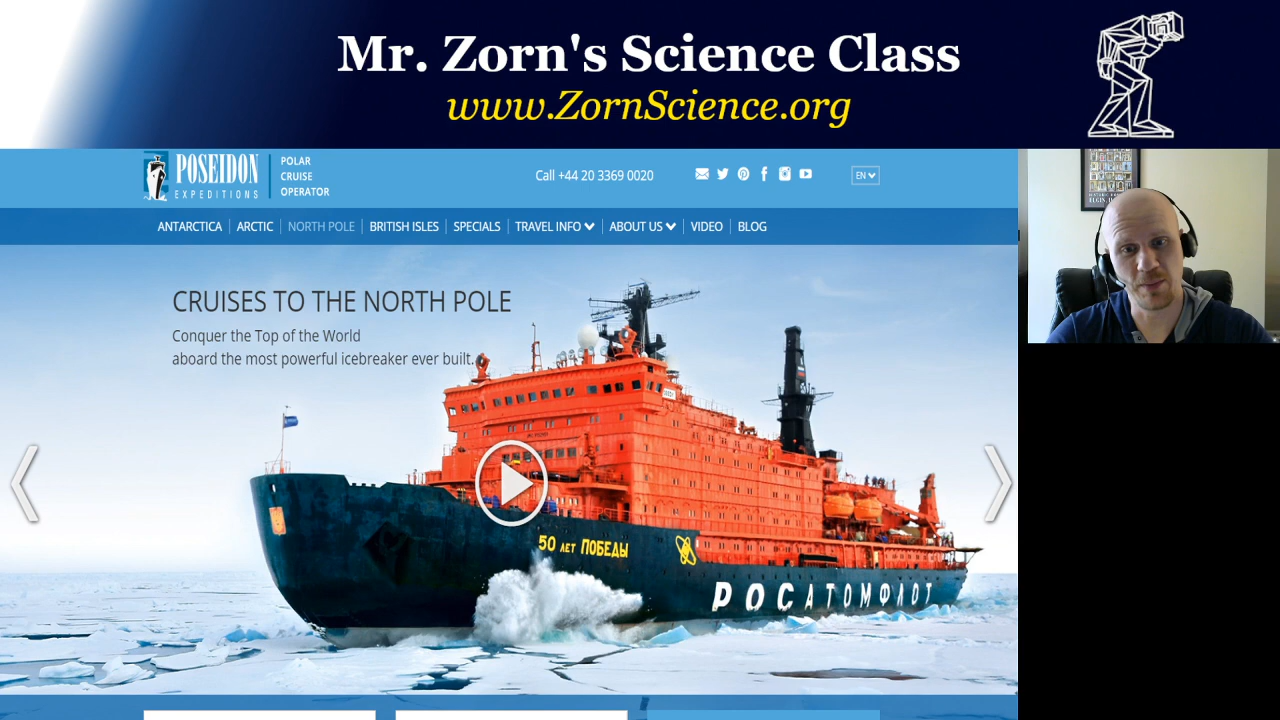 Mr. Zorn's Science Class
www.ZornScience.org
POSEIDON
EXPEDITIONS
POLAR
CRUISE
OPERATOR
Call +44 20 3369 0020
EN
ANTARCTICA ARCTIC NORTH POLE BRITISH ISLES SPECIALS TRAVEL INFO ABOUT US VIDEO BLOG
CRUISES TO THE NORTH POLE
Conquer the Top of the World
aboard the most powerful icebreaker ever built.
50 ЛЕТ ПОБЕДЫ
РОСАТОМФЛОТ